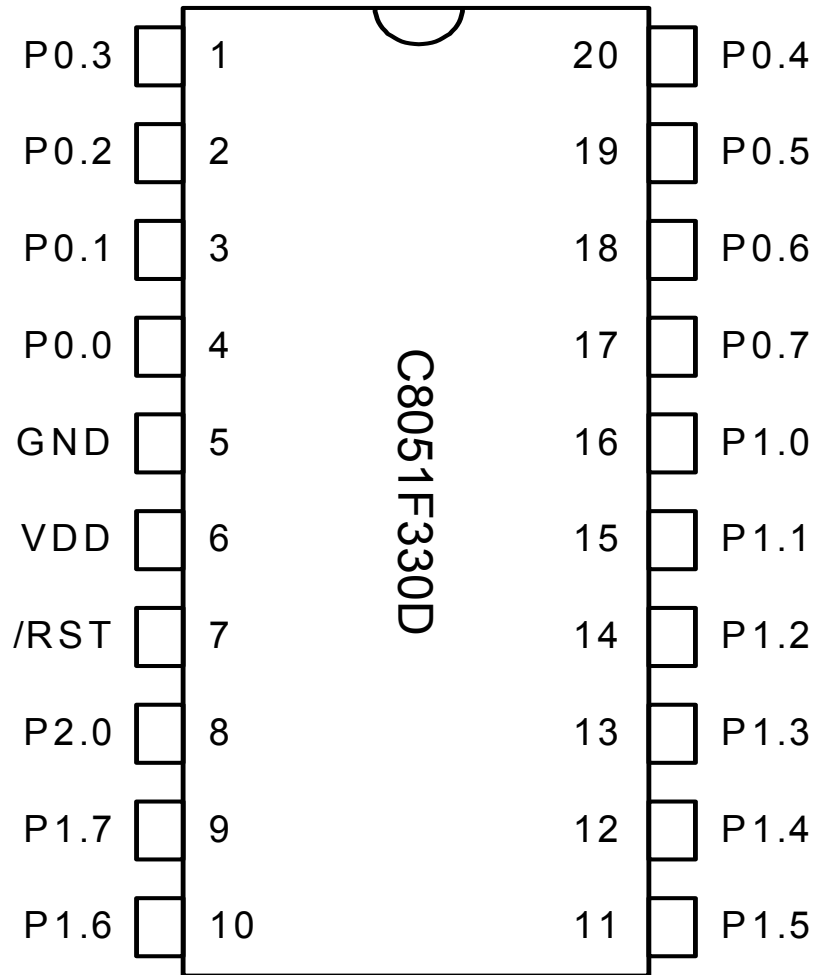 P0.3 1 20 P0.4
P0.2 2 19 P0.5
P0.1 3 18 P0.6
P0.0 4 17 P0.7
GND 5 16 P1.0
VDD 6 15 P1.1
/RST 7 14 P1.2
P2.0 8 13 P1.3
P1.7 9 12 P1.4
P1.6 10 11 P1.5
C8051F330D